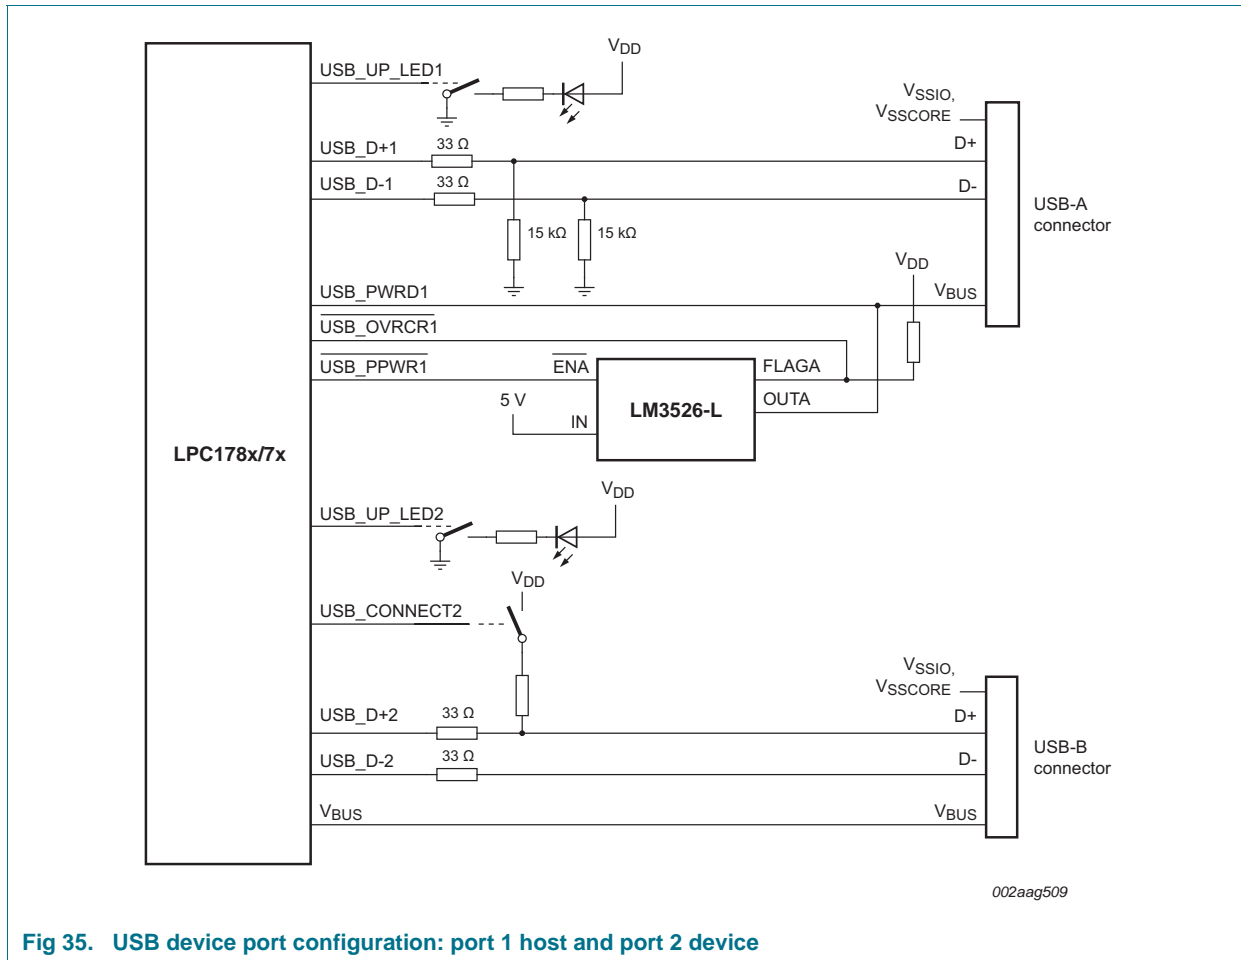 VDD
USB_UP_LED1
VSSIO,
VSSCORE
USB_D+1
33 Ω
D+
USB_D-1
33 Ω
D-
USB-A
connector
15 kΩ
15 kΩ
VDD
USB_PWRD1
VBUS
USB_OVRCR1
USB_PPWR1
ENA
FLAGA
5 V
IN
LM3526-L
OUTA
LPC178x/7x
VDD
USB_UP_LED2
VDD
USB_CONNECT2
VSSIO,
VSSCORE
USB_D+2
33 Ω
D+
USB_D-2
33 Ω
D-
USB-B
connector
VBUS
VBUS
002aag509
Fig 35. USB device port configuration: port 1 host and port 2 device